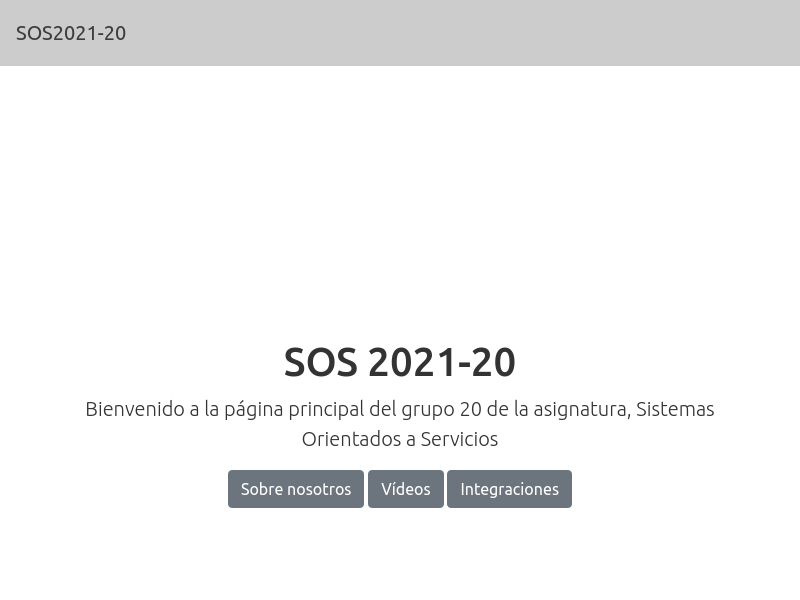 SOS2021-20
SOS 2021-20
Bienvenido a la página principal del grupo 20 de la asignatura, Sistemas
Orientados a Servicios
Sobre nosotros Vídeos Integraciones